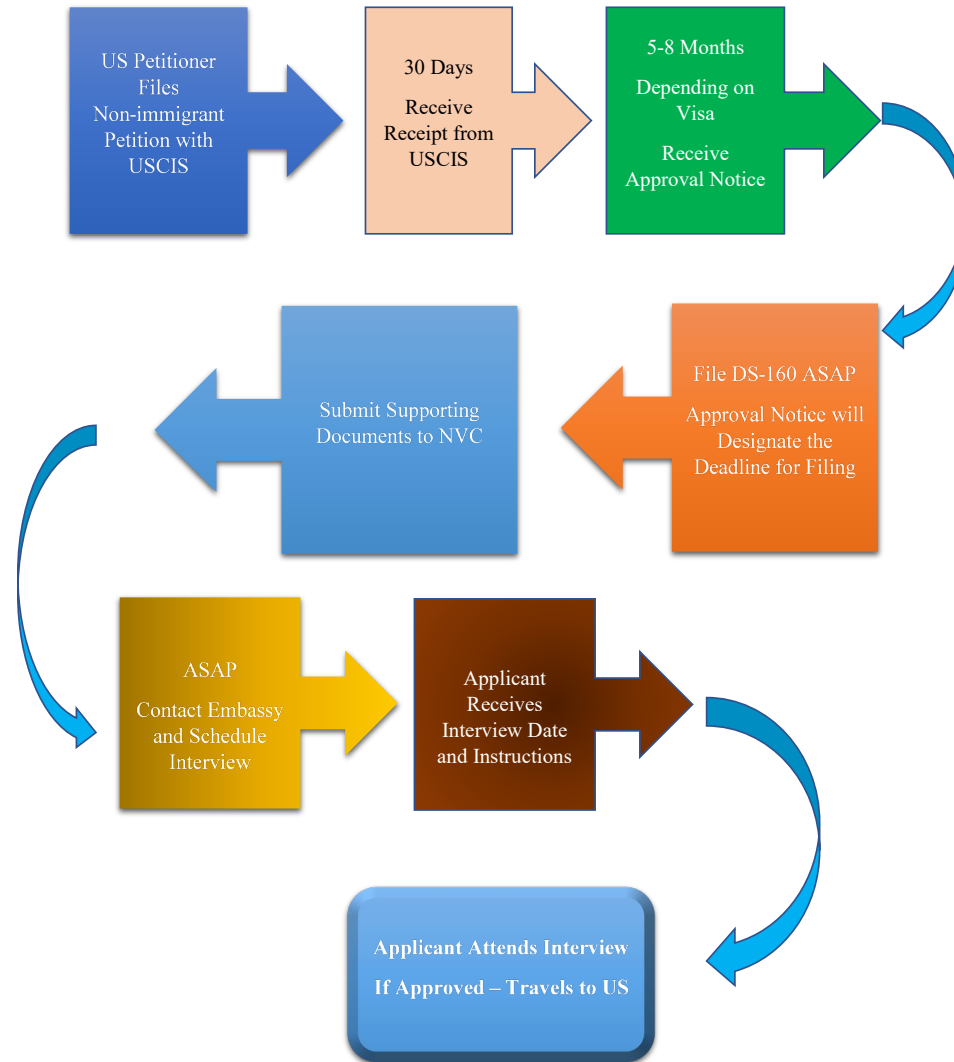 US Petitioner
Files
Non-immigrant
Petition with
USCIS
30 Days
Receive
Receipt from
USCIS
5-8 Months
Depending on
Visa
Receive
Approval Notice
File DS-160 ASAP
Approval Notice will
Designate the
Deadline for Filing
Submit Supporting
Documents to NVC
ASAP
Contact Embassy
and Schedule
Interview
Applicant
Receives
Interview Date
and Instructions
Applicant Attends Interview
If Approved – Travels to US